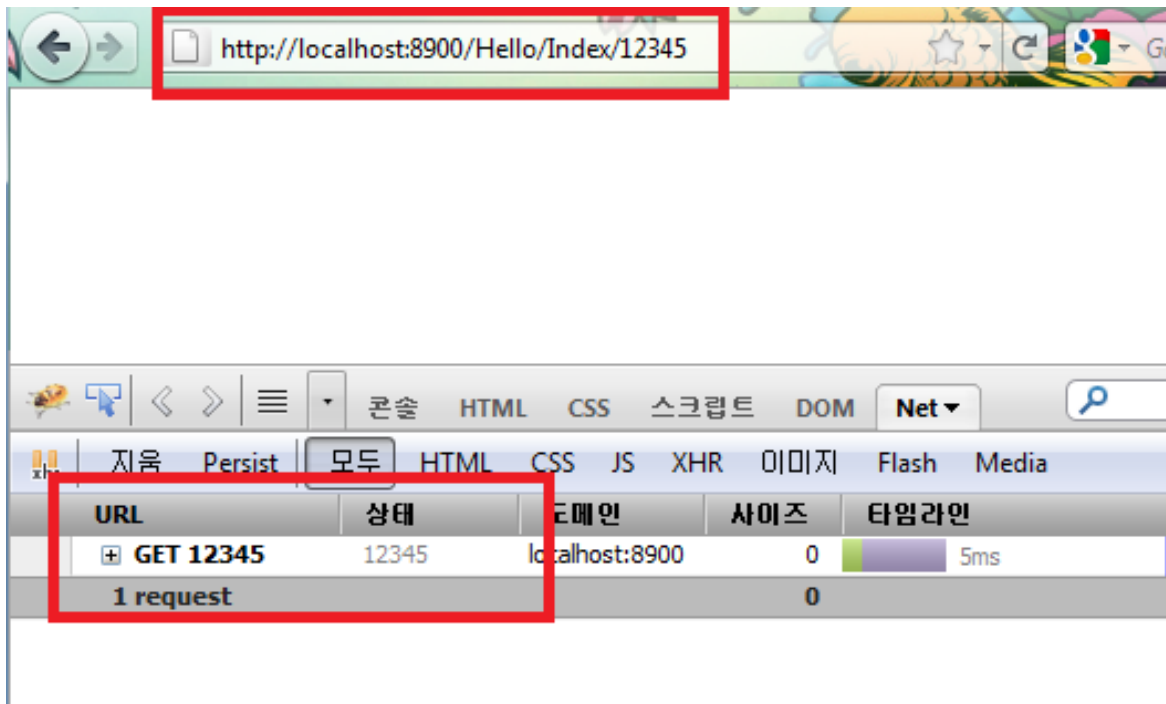 http://localhost:8900/Hello/Index/12345
콘솔 HTML CSS 스크립트 DOM Net
지움 Persist 모두 HTML CSS JS XHR 이미지 Flash Media
URL 상태 도메인 사이즈 타임라인
GET 12345 12345 localhost:8900 0 5ms
1 request 0